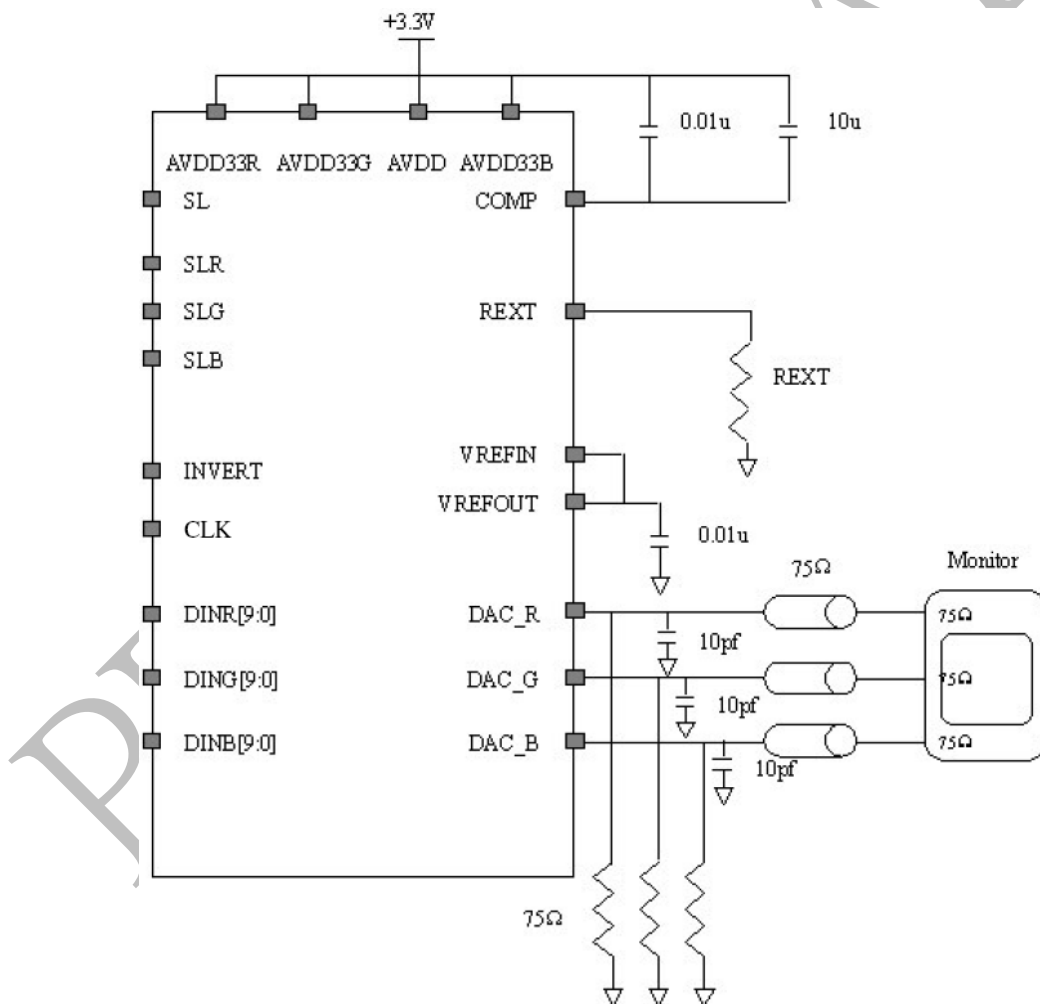 +3.3V
0.01u
10u
AVDD33R AVDD33G AVDD AVDD33B
SL
COMP
SLR
SLG
REXT
SLB
REXT
VREFIN
INVERT
VREFOUT
CLK
0.01u
75Ω
Monitor
DINR[9:0]
DAC_R
75Ω
10pf
DING[9:0]
DAC_G
75Ω
10pf
DINB[9:0]
DAC_B
75Ω
10pf
75Ω